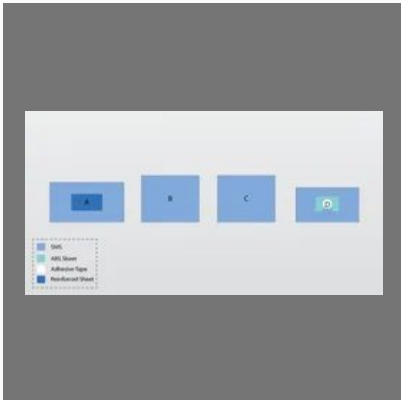 A B C D
SMS
ABS Sheet
Adhesive Tape
Reinforced Sheet